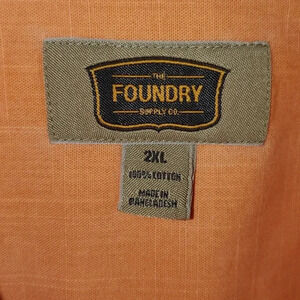 THE
FOUNDRY
SUPPLY CO.
2XL
100% COTTON
MADE IN
BANGLADESH